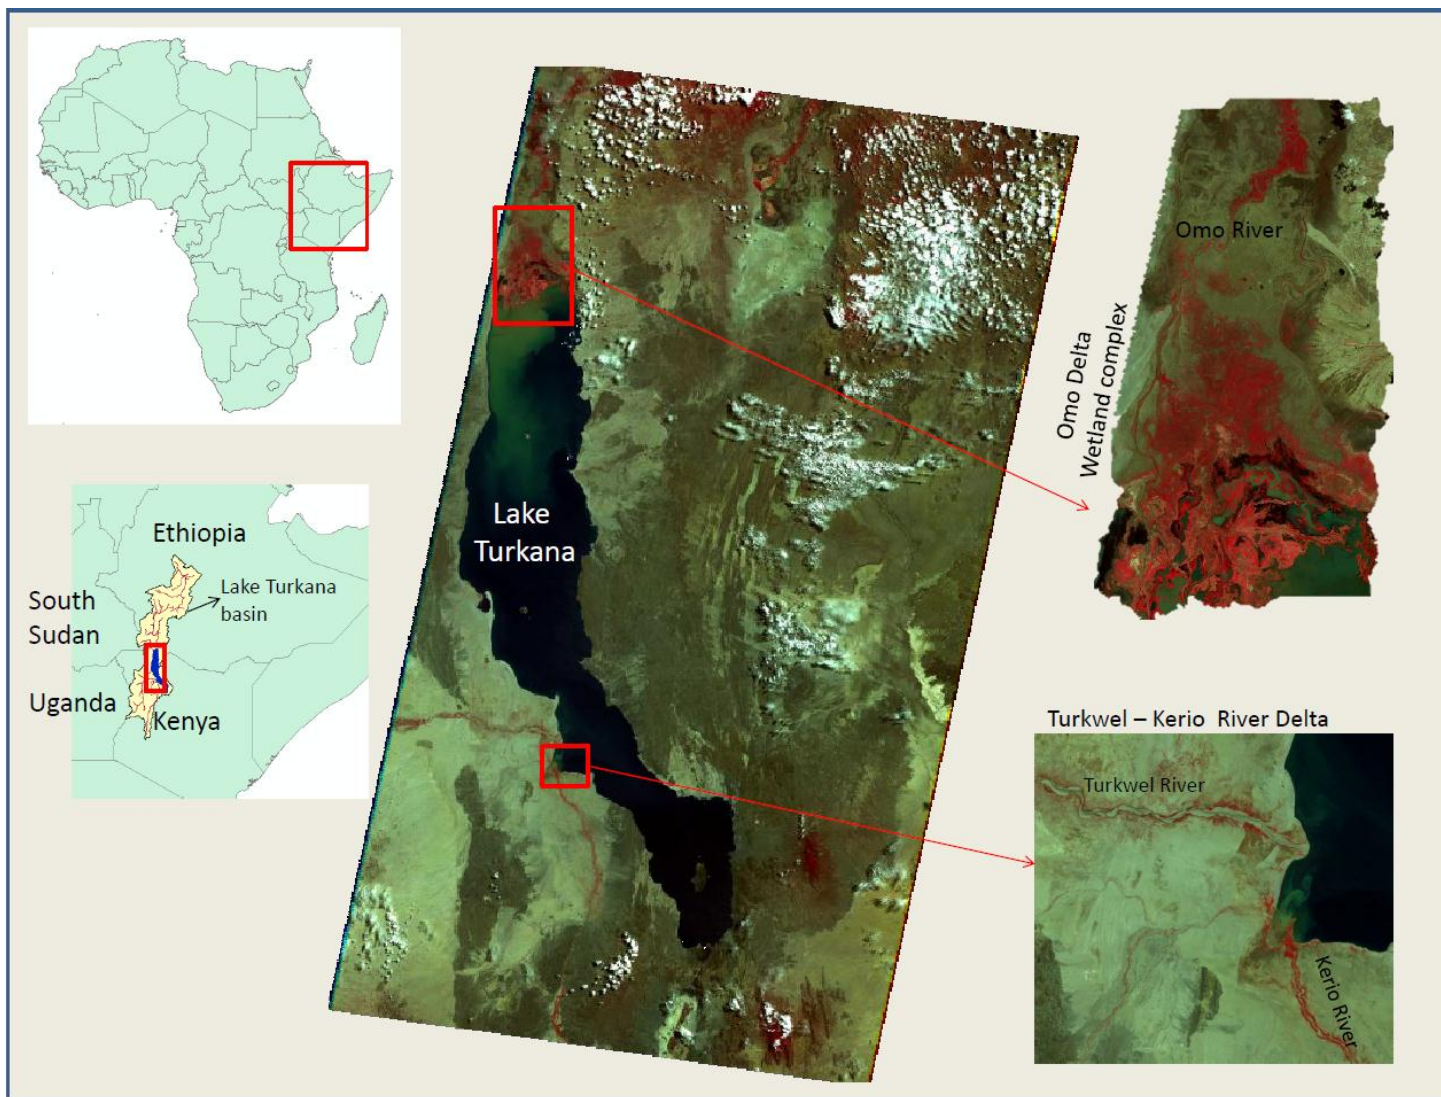 Ethiopia
Lake Turkana
basin
South
Sudan
Uganda
Kenya
Lake
Turkana
Omo River
Omo Delta
Wetland complex
Turkwel – Kerio  River Delta
Turkwel River
Kerio River